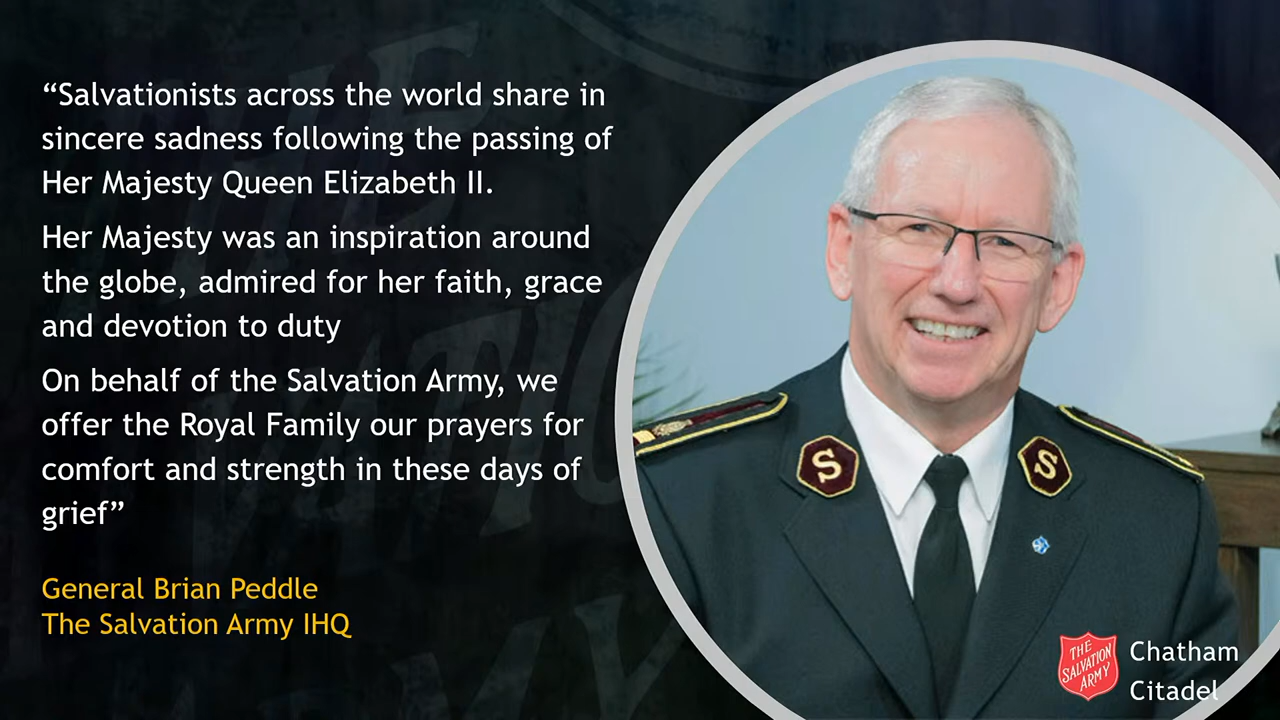 “Salvationists across the world share in
sincere sadness following the passing of
Her Majesty Queen Elizabeth II.
Her Majesty was an inspiration around
the globe, admired for her faith, grace
and devotion to duty
On behalf of the Salvation Army, we
offer the Royal Family our prayers for
comfort and strength in these days of
grief”
General Brian Peddle
The Salvation Army IHQ
S S
THE
SALVATION
ARMY
Chatham
Citadel